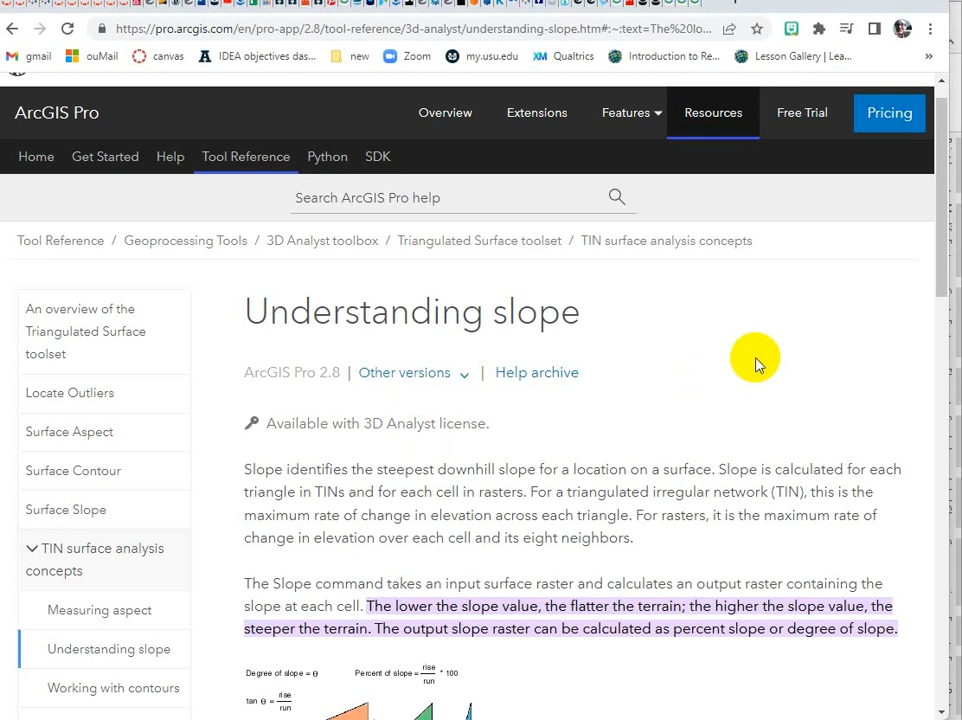 https://pro.arcgis.com/en/pro-app/2.8/tool-reference/3d-analyst/understanding-slope.htm#:~:text=The%20lo...
gmail ouMail canvas IDEA objectives das... new Zoom my.usu.edu Qualtrics Introduction to Re... Lesson Gallery | Lea... »
ArcGIS Pro Overview Extensions Features Resources Free Trial Pricing
Home Get Started Help Tool Reference Python SDK
Search ArcGIS Pro help
Tool Reference / Geoprocessing Tools / 3D Analyst toolbox / Triangulated Surface toolset / TIN surface analysis concepts
An overview of the
Triangulated Surface
toolset
Locate Outliers
Surface Aspect
Surface Contour
Surface Slope
TIN surface analysis
concepts
Measuring aspect
Understanding slope
Working with contours
Understanding slope
ArcGIS Pro 2.8 | Other versions | Help archive
Available with 3D Analyst license.
Slope identifies the steepest downhill slope for a location on a surface. Slope is calculated for each
triangle in TINs and for each cell in rasters. For a triangulated irregular network (TIN), this is the
maximum rate of change in elevation across each triangle. For rasters, it is the maximum rate of
change in elevation over each cell and its eight neighbors.
The Slope command takes an input surface raster and calculates an output raster containing the
slope at each cell. The lower the slope value, the flatter the terrain; the higher the slope value, the
steeper the terrain. The output slope raster can be calculated as percent slope or degree of slope.
Degree of slope = θ Percent of slope = rise / run * 100
tan θ = rise / run